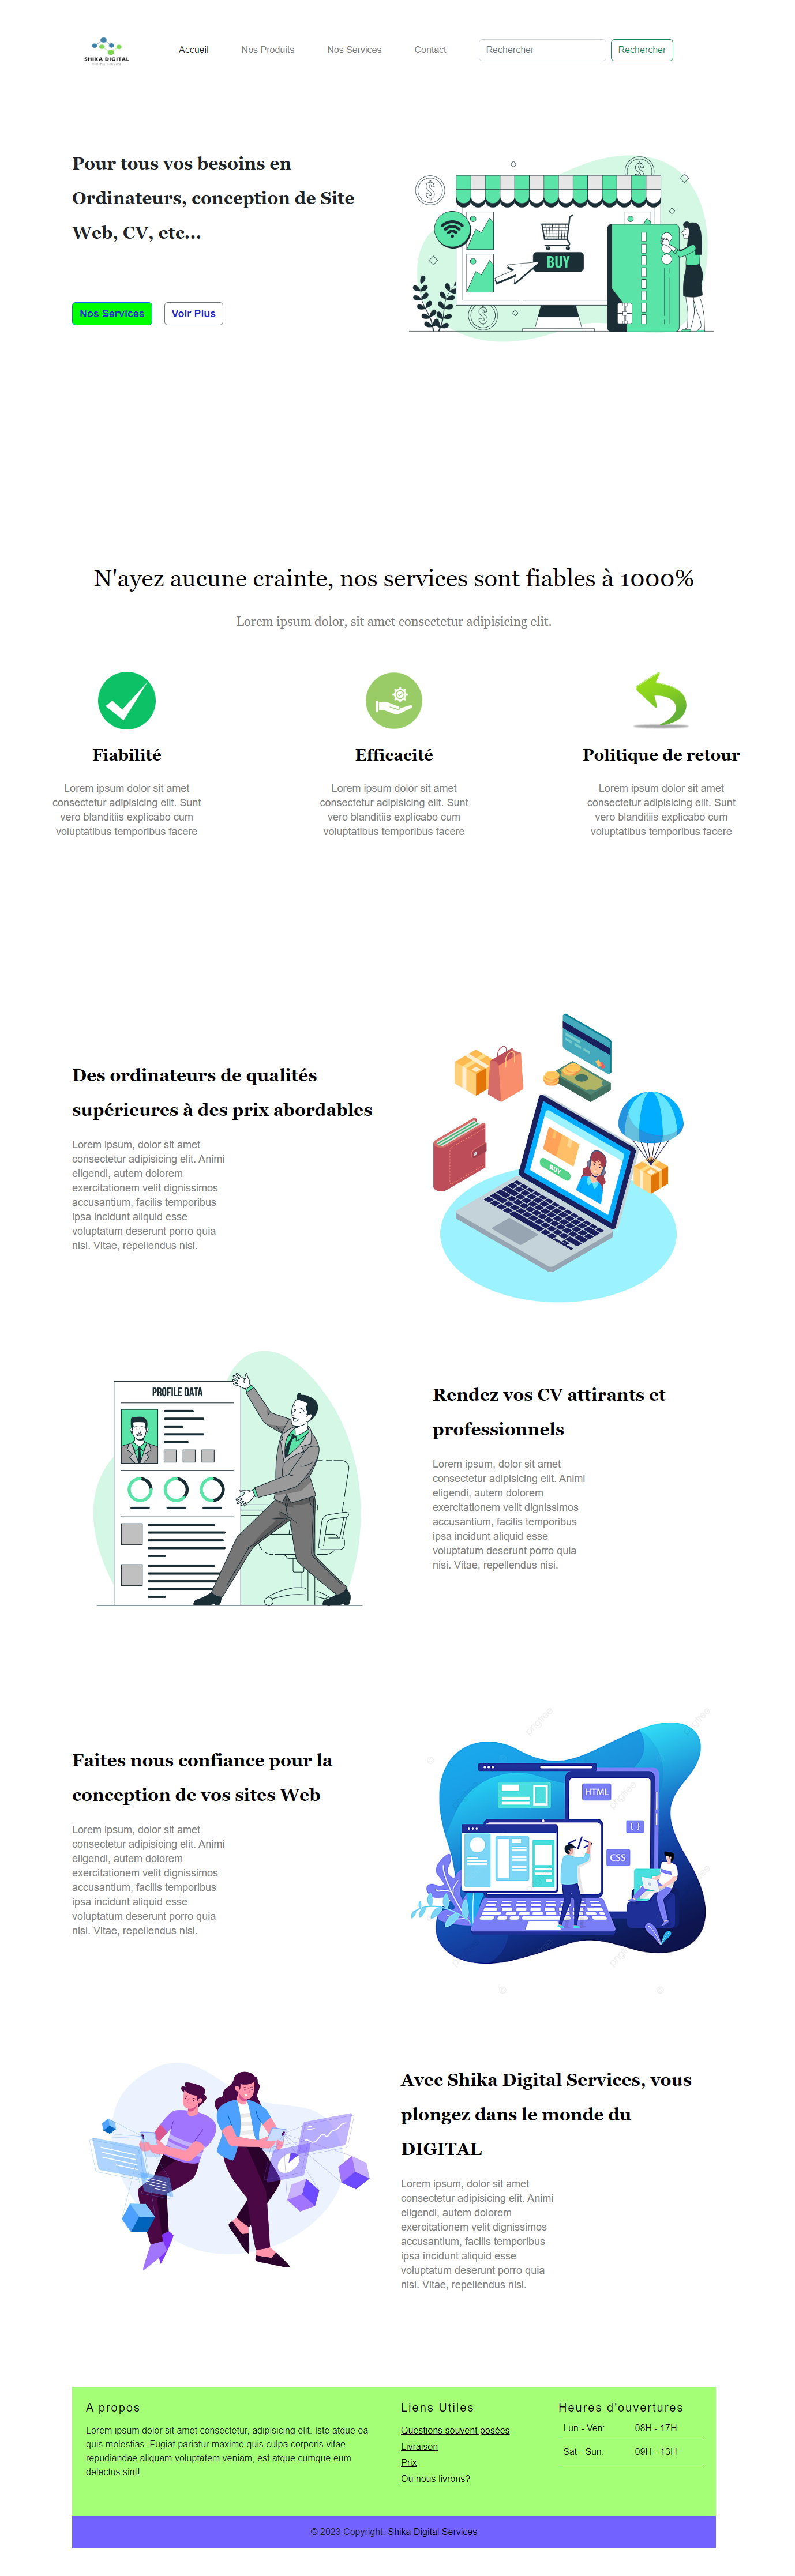 SHIKA DIGITAL
Accueil
Nos Produits
Nos Services
Contact
Rechercher
Rechercher
Pour tous vos besoins en
Ordinateurs, conception de Site
Web, CV, etc...
Nos Services
Voir Plus
BUY
N'ayez aucune crainte, nos services sont fiables à 1000%
Lorem ipsum dolor, sit amet consectetur adipisicing elit.
Fiabilité
Lorem ipsum dolor sit amet
consectetur adipisicing elit. Sunt
vero blanditiis explicabo cum
voluptatibus temporibus facere
Efficacité
Lorem ipsum dolor sit amet
consectetur adipisicing elit. Sunt
vero blanditiis explicabo cum
voluptatibus temporibus facere
Politique de retour
Lorem ipsum dolor sit amet
consectetur adipisicing elit. Sunt
vero blanditiis explicabo cum
voluptatibus temporibus facere
Des ordinateurs de qualités
supérieures à des prix abordables
Lorem ipsum, dolor sit amet
consectetur adipisicing elit. Animi
eligendi, autem dolorem
exercitationem velit dignissimos
accusantium, facilis temporibus
ipsa incidunt aliquid esse
voluptatum deserunt porro quia
nisi. Vitae, repellendus nisi.
BUY
PROFILE DATA
Rendez vos CV attirants et
professionnels
Lorem ipsum, dolor sit amet
consectetur adipisicing elit. Animi
eligendi, autem dolorem
exercitationem velit dignissimos
accusantium, facilis temporibus
ipsa incidunt aliquid esse
voluptatum deserunt porro quia
nisi. Vitae, repellendus nisi.
Faites nous confiance pour la
conception de vos sites Web
Lorem ipsum, dolor sit amet
consectetur adipisicing elit. Animi
eligendi, autem dolorem
exercitationem velit dignissimos
accusantium, facilis temporibus
ipsa incidunt aliquid esse
voluptatum deserunt porro quia
nisi. Vitae, repellendus nisi.
pngtree
HTML
{ }
</>
CSS
Avec Shika Digital Services, vous
plongez dans le monde du
DIGITAL
Lorem ipsum, dolor sit amet
consectetur adipisicing elit. Animi
eligendi, autem dolorem
exercitationem velit dignissimos
accusantium, facilis temporibus
ipsa incidunt aliquid esse
voluptatum deserunt porro quia
nisi. Vitae, repellendus nisi.
A propos
Lorem ipsum dolor sit amet consectetur, adipisicing elit. Iste atque ea
quis molestias. Fugiat pariatur maxime quis culpa corporis vitae
repudiandae aliquam voluptatem veniam, est atque cumque eum
delectus sint!
Liens Utiles
Questions souvent posées
Livraison
Prix
Ou nous livrons?
Heures d'ouvertures
Lun - Ven: 08H - 17H
Sat - Sun: 09H - 13H
© 2023 Copyright: Shika Digital Services